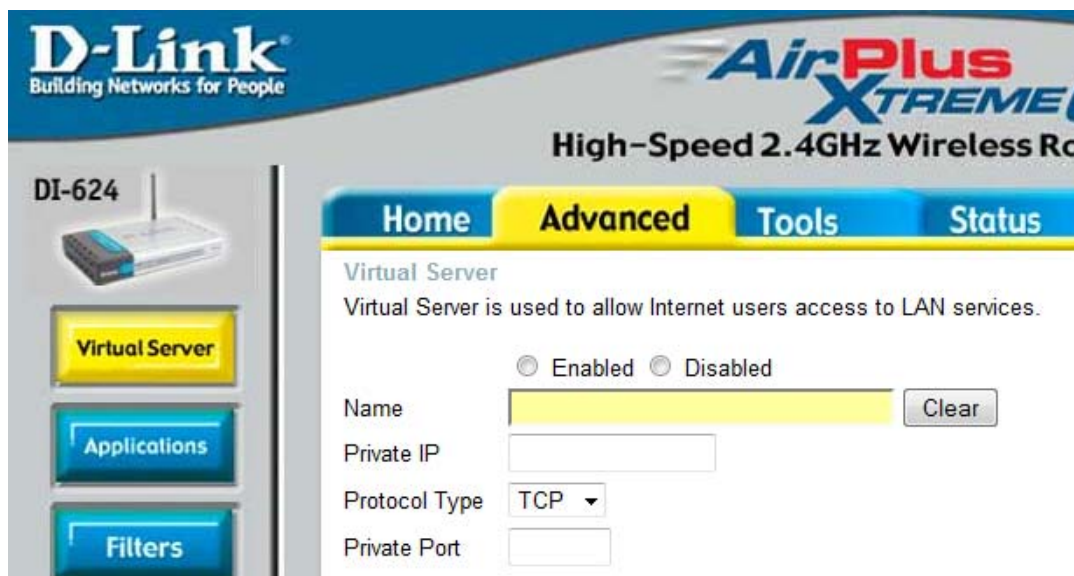 D-Link
Building Networks for People
AirPlus
XTREME
High-Speed 2.4GHz Wireless
DI-624
Home
Advanced
Tools
Status
Virtual Server
Virtual Server is used to allow Internet users access to LAN services.
Enabled
Disabled
Name
Clear
Private IP
Protocol Type
TCP
Private Port
Virtual Server
Applications
Filters